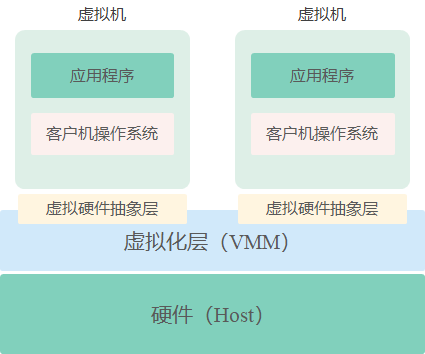 虚拟机
虚拟机
应用程序
应用程序
客户机操作系统
客户机操作系统
虚拟硬件抽象层
虚拟硬件抽象层
虚拟化层（VMM）
硬件（Host）